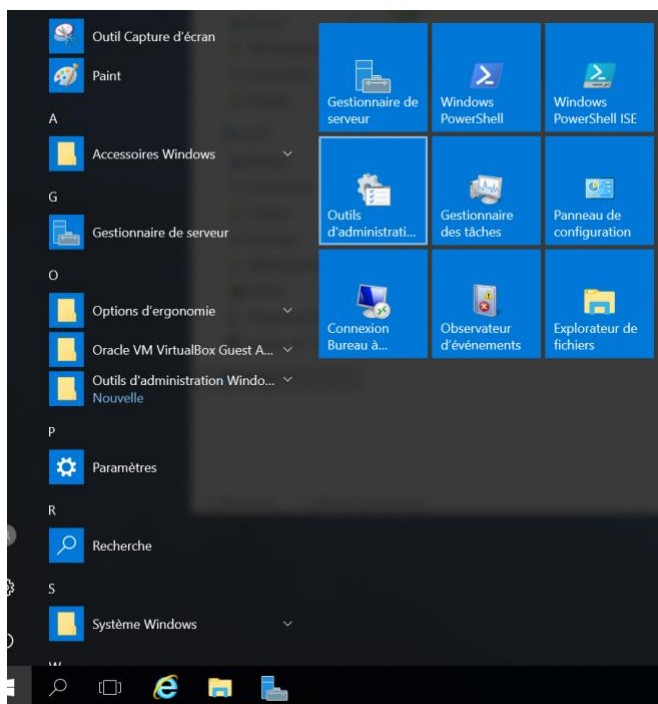 Outil Capture d'écran
Paint
A
Accessoires Windows
G
Gestionnaire de serveur
O
Options d'ergonomie
Oracle VM VirtualBox Guest A...
Outils d'administration Windo...
Nouvelle
P
Paramètres
R
Recherche
S
Système Windows
Gestionnaire de
serveur
Windows
PowerShell
Windows
PowerShell ISE
Outils
d'administrati...
Gestionnaire
des tâches
Panneau de
configuration
Connexion
Bureau à...
Observateur
d'événements
Explorateur de
fichiers